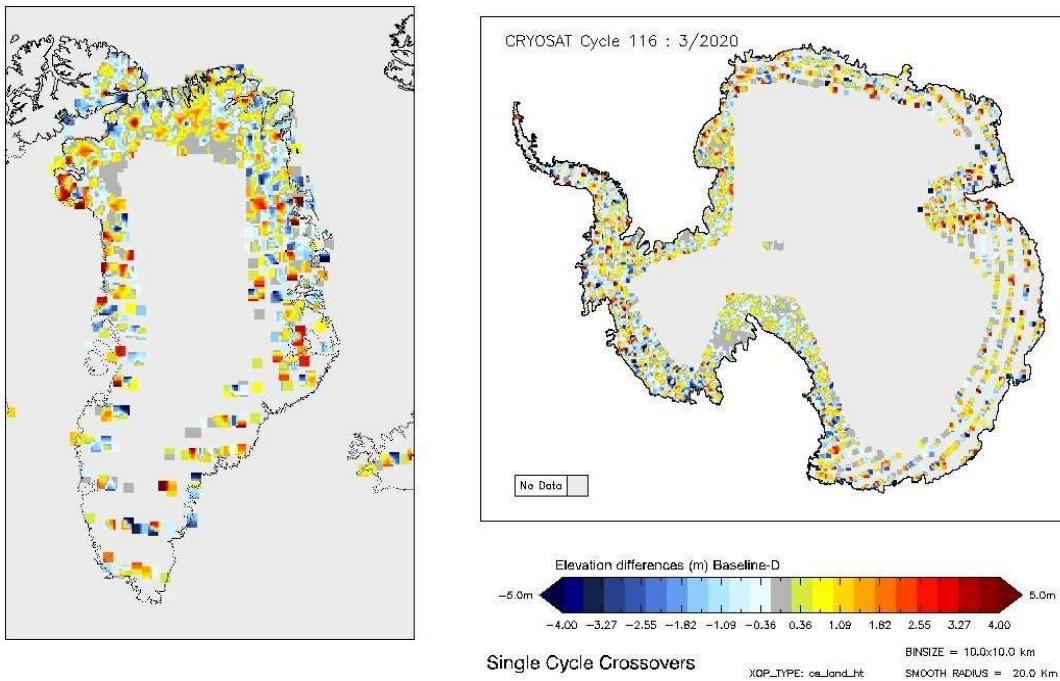 CRYOSAT Cycle 116 : 3/2020
No Data
Elevation differences (m) Baseline-D
-5.0m
5.0m
-4.00 -3.27 -2.55 -1.82 -1.09 -0.36 0.36 1.09 1.82 2.55 3.27 4.00
Single Cycle Crossovers
XOP_TYPE: cs_land_ht
BINSIZE = 10.0x10.0 km
SMOOTH RADIUS = 20.0 Km